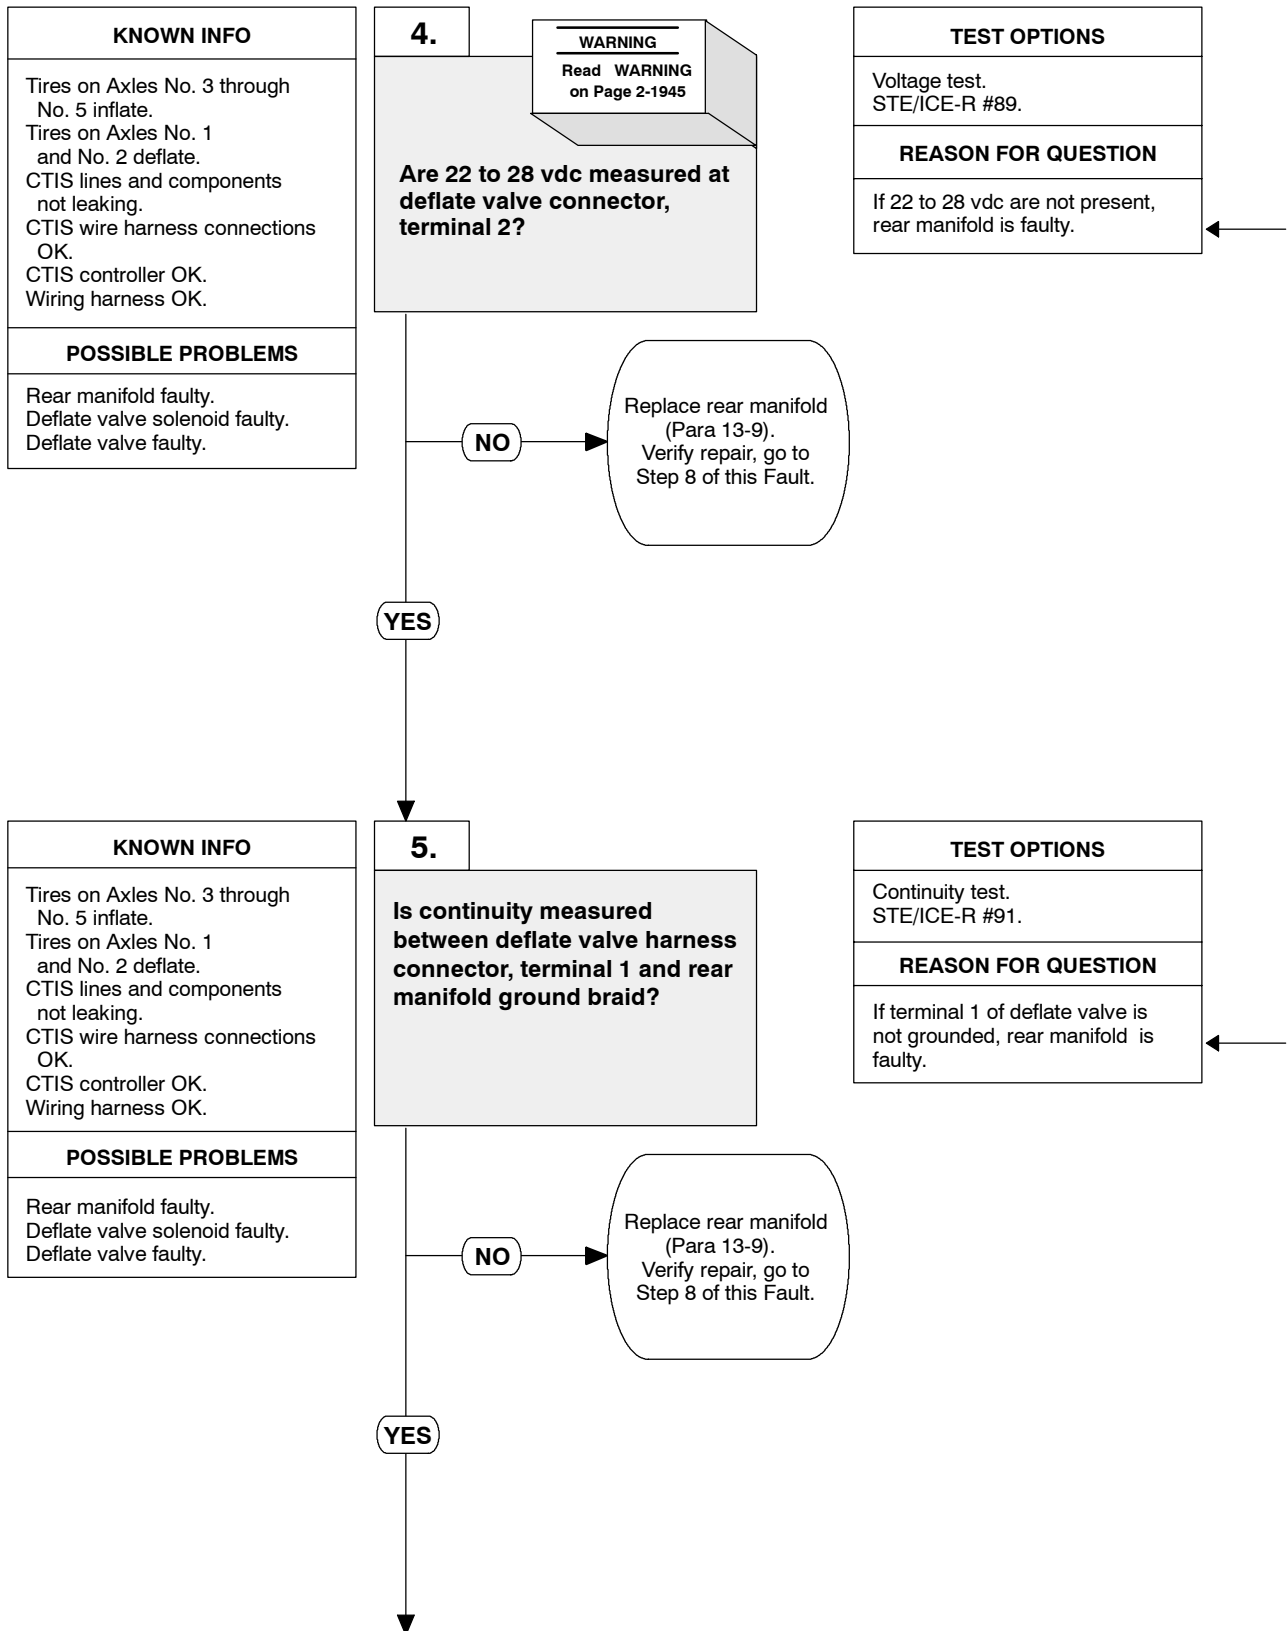 KNOWN INFO
Tires on Axles No. 3 through
No. 5 inflate.
Tires on Axles No. 1
and No. 2 deflate.
CTIS lines and components
not leaking.
CTIS wire harness connections
OK.
CTIS controller OK.
Wiring harness OK.
POSSIBLE PROBLEMS
Rear manifold faulty.
Deflate valve solenoid faulty.
Deflate valve faulty.
4.
WARNING
Read WARNING
on Page 2-1945
Are 22 to 28 vdc measured at
deflate valve connector,
terminal 2?
TEST OPTIONS
Voltage test.
STE/ICE-R #89.
REASON FOR QUESTION
If 22 to 28 vdc are not present,
rear manifold is faulty.
NO
Replace rear manifold
(Para 13-9).
Verify repair, go to
Step 8 of this Fault.
YES
KNOWN INFO
Tires on Axles No. 3 through
No. 5 inflate.
Tires on Axles No. 1
and No. 2 deflate.
CTIS lines and components
not leaking.
CTIS wire harness connections
OK.
CTIS controller OK.
Wiring harness OK.
POSSIBLE PROBLEMS
Rear manifold faulty.
Deflate valve solenoid faulty.
Deflate valve faulty.
5.
Is continuity measured
between deflate valve harness
connector, terminal 1 and rear
manifold ground braid?
TEST OPTIONS
Continuity test.
STE/ICE-R #91.
REASON FOR QUESTION
If terminal 1 of deflate valve is
not grounded, rear manifold is
faulty.
NO
Replace rear manifold
(Para 13-9).
Verify repair, go to
Step 8 of this Fault.
YES